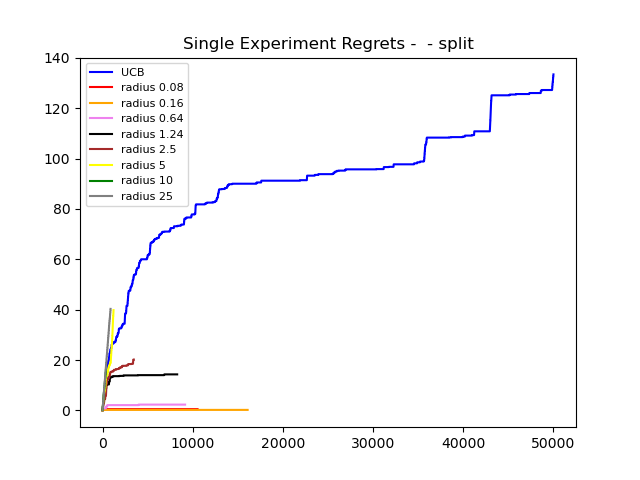 Single Experiment Regrets -  - split
140
120
100
80
60
40
20
0
UCB
radius 0.08
radius 0.16
radius 0.64
radius 1.24
radius 2.5
radius 5
radius 10
radius 25
0 10000 20000 30000 40000 50000